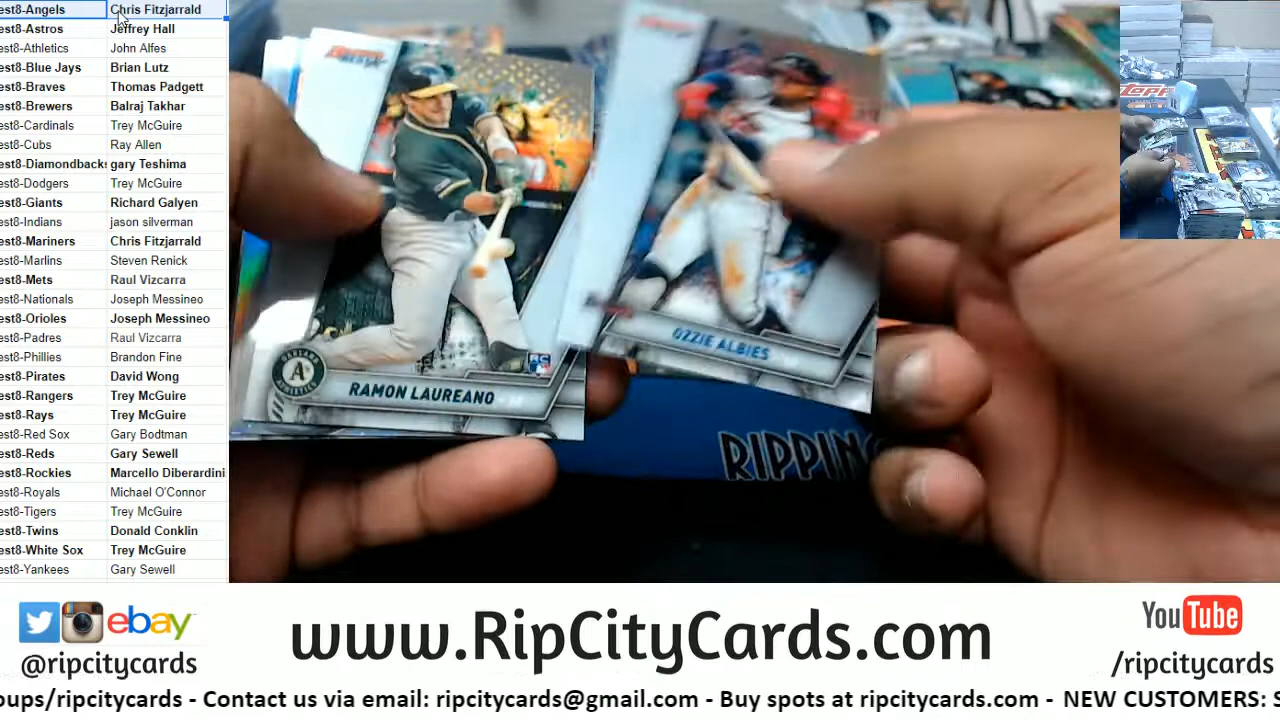 est8-Angels Chris Fitzjarrald
est8-Astros Jeffrey Hall
est8-Athletics John Alfes
est8-Blue Jays Brian Lutz
est8-Braves Thomas Padgett
est8-Brewers Balraj Takhar
est8-Cardinals Trey McGuire
est8-Cubs Ray Allen
est8-Diamondbacks gary Teshima
est8-Dodgers Trey McGuire
est8-Giants Richard Galyen
est8-Indians jason silverman
est8-Mariners Chris Fitzjarrald
est8-Marlins Steven Renick
est8-Mets Raul Vizcarra
est8-Nationals Joseph Messineo
est8-Orioles Joseph Messineo
est8-Padres Raul Vizcarra
est8-Phillies Brandon Fine
est8-Pirates David Wong
est8-Rangers Trey McGuire
est8-Rays Trey McGuire
est8-Red Sox Gary Bodtman
est8-Reds Gary Sewell
est8-Rockies Marcello Diberardini
est8-Royals Michael O'Connor
est8-Tigers Trey McGuire
est8-Twins Donald Conklin
est8-White Sox Trey McGuire
est8-Yankees Gary Sewell
RAMON LAUREANO
RC
OZZIE ALBIES
RIPPIN
Topps
ebay
@ripcitycards
www.RipCityCards.com
YouTube
/ripcitycards
oups/ripcitycards - Contact us via email: ripcitycards@gmail.com - Buy spots at ripcitycards.com - NEW CUSTOMERS: S